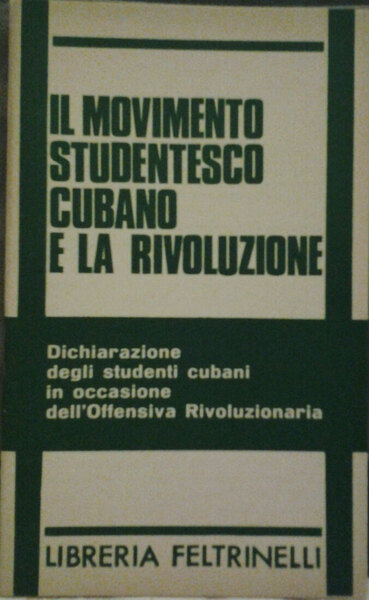 IL MOVIMENTO
STUDENTESCO
CUBANO
E LA RIVOLUZIONE
Dichiarazione
degli studenti cubani
in occasione
dell'Offensiva Rivoluzionaria
LIBRERIA FELTRINELLI